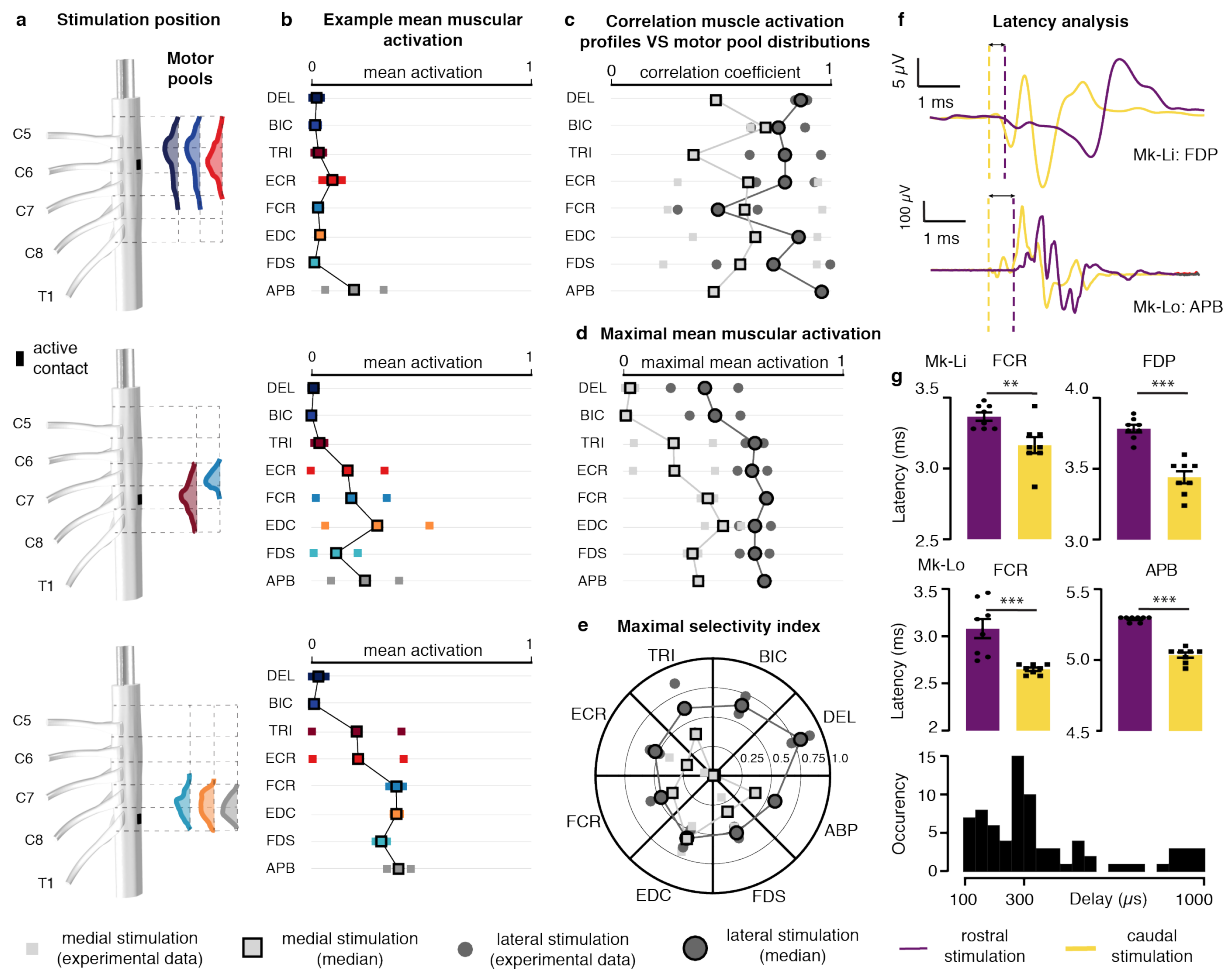 a Stimulation position
Motor
pools
C5
C6
C7
C8
T1
active
contact
C5
C6
C7
C8
T1
C5
C6
C7
C8
T1
b Example mean muscular
activation
0 mean activation 1
DEL
BIC
TRI
ECR
FCR
EDC
FDS
APB
0 mean activation 1
DEL
BIC
TRI
ECR
FCR
EDC
FDS
APB
0 mean activation 1
DEL
BIC
TRI
ECR
FCR
EDC
FDS
APB
c Correlation muscle activation
profiles VS motor pool distributions
0 correlation coefficient 1
DEL
BIC
TRI
ECR
FCR
EDC
FDS
APB
d Maximal mean muscular activation
0 maximal mean activation 1
DEL
BIC
TRI
ECR
FCR
EDC
FDS
APB
e Maximal selectivity index
TRI BIC
ECR DEL
0.25 0.5 0.75 1.0
FCR ABP
EDC FDS
f Latency analysis
5 µV
1 ms
Mk-Li: FDP
100 µV
1 ms
Mk-Lo: APB
g Mk-Li FCR FDP
3.5 ** 4.0 ***
Latency (ms)
3.0 3.5
2.5 3.0
Mk-Lo FCR APB
3.5 *** 5.5 ***
Latency (ms)
3.0 5.0
2.5
2 4.5
15
Occurency
10
5
0
100 300 Delay (µs) 1000
medial stimulation
(experimental data)
medial stimulation
(median)
lateral stimulation
(experimental data)
lateral stimulation
(median)
rostral
stimulation
caudal
stimulation